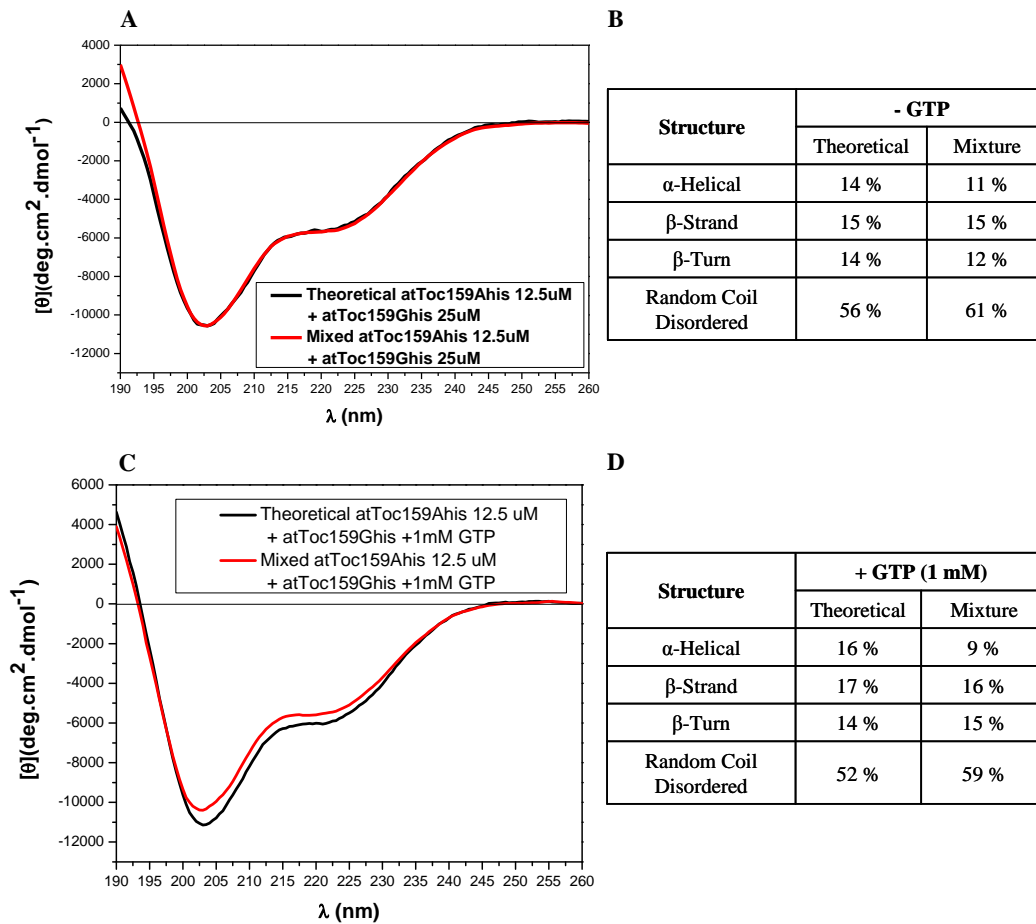 A
4000
2000
0
-2000
-4000
-6000
-8000
-10000
-12000
[θ](deg.cm².dmol⁻¹)
Theoretical atToc159Ahis 12.5uM
+ atToc159Ghis 25uM
Mixed atToc159Ahis 12.5uM
+ atToc159Ghis 25uM
190 195 200 205 210 215 220 225 230 235 240 245 250 255 260
λ (nm)
B
Structure - GTP
Theoretical Mixture
α-Helical 14 % 11 %
β-Strand 15 % 15 %
β-Turn 14 % 12 %
Random Coil
Disordered 56 % 61 %
C
6000
4000
2000
0
-2000
-4000
-6000
-8000
-10000
-12000
[θ](deg.cm².dmol⁻¹)
Theoretical atToc159Ahis 12.5 uM
+ atToc159Ghis +1mM GTP
Mixed atToc159Ahis 12.5 uM
+ atToc159Ghis +1mM GTP
190 195 200 205 210 215 220 225 230 235 240 245 250 255 260
λ (nm)
D
Structure + GTP (1 mM)
Theoretical Mixture
α-Helical 16 % 9 %
β-Strand 17 % 16 %
β-Turn 14 % 15 %
Random Coil
Disordered 52 % 59 %